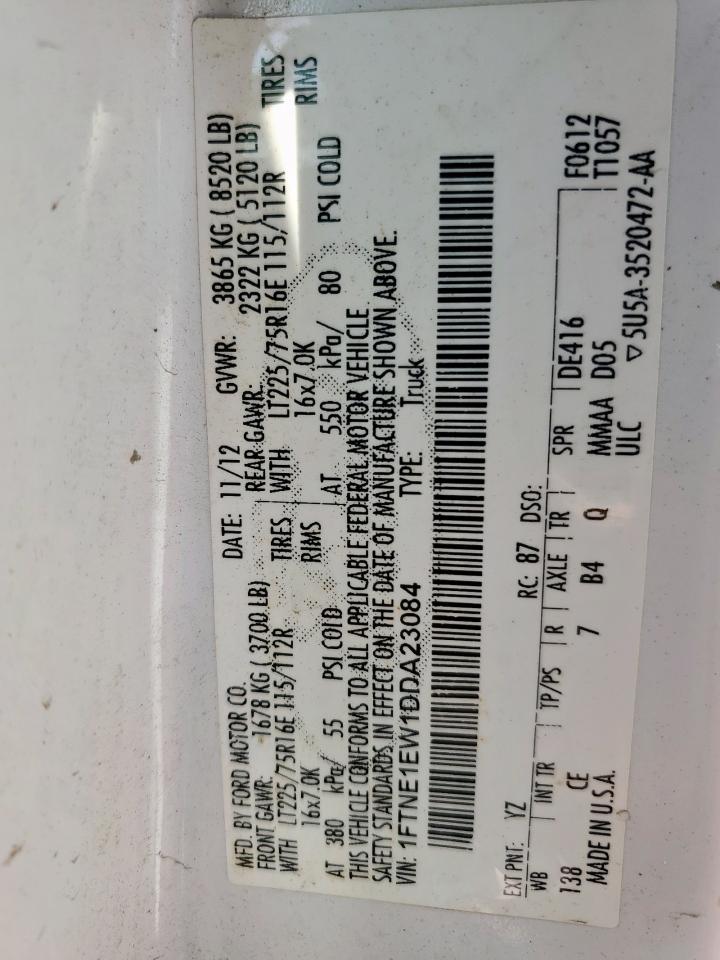 MFD. BY FORD MOTOR CO.
DATE: 11/12 GVWR: 3865 KG ( 8520 LB)
FRONT GAWR: 1678 KG ( 3700 LB) REAR GAWR: 2322 KG ( 5120 LB)
WITH LT225/75R16E 115/112R TIRES WITH LT225/75R16E 115/112R TIRES
16x7.0K RIMS 16x7.0K RIMS
AT 380 kPa/ 55 PSI COLD AT 550 kPa/ 80 PSI COLD
THIS VEHICLE CONFORMS TO ALL APPLICABLE FEDERAL MOTOR VEHICLE
SAFETY STANDARDS IN EFFECT ON THE DATE OF MANUFACTURE SHOWN ABOVE.
VIN: 1FTNE1EW1DDA23084 TYPE: Truck
EXT PNT: YZ RC: 87 DSO:
WB INT TR TP/PS R AXLE TR SPR DE416 F0612
138 CE 7 B4 Q MMAA D05 T1057
MADE IN U.S.A. ULC
▽ 5U5A-3520472-AA